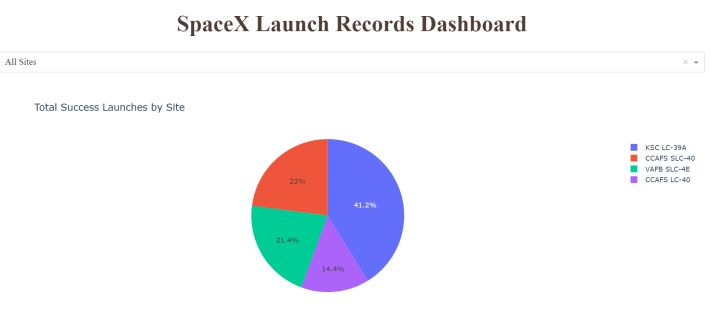 SpaceX Launch Records Dashboard
All Sites
Total Success Launches by Site
KSC LC-39A
CCAFS SLC-40
VAFB SLC-4E
CCAFS LC-40
23%
41.2%
21.4%
14.4%